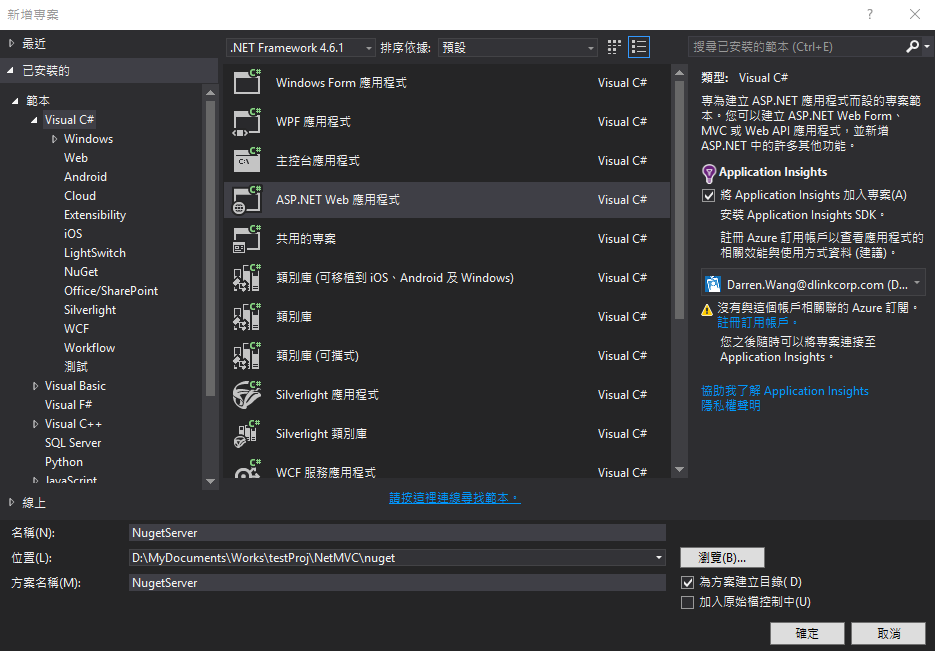 新增專案
?
最近
已安裝的
範本
Visual C#
Windows
Web
Android
Cloud
Extensibility
iOS
LightSwitch
NuGet
Office/SharePoint
Silverlight
WCF
Workflow
測試
Visual Basic
Visual F#
Visual C++
SQL Server
Python
JavaScript
線上
.NET Framework 4.6.1
排序依據:
預設
搜尋已安裝的範本 (Ctrl+E)
Windows Form 應用程式 Visual C#
WPF 應用程式 Visual C#
主控台應用程式 Visual C#
ASP.NET Web 應用程式 Visual C#
共用的專案 Visual C#
類別庫 (可移植到 iOS、Android 及 Windows) Visual C#
類別庫 Visual C#
類別庫 (可攜式) Visual C#
Silverlight 應用程式 Visual C#
Silverlight 類別庫 Visual C#
WCF 服務應用程式 Visual C#
請按這裡連線尋找範本。
類型: Visual C#
專為建立 ASP.NET 應用程式而設的專案範
本。您可以建立 ASP.NET Web Form、
MVC 或 Web API 應用程式，並新增
ASP.NET 中的許多其他功能。
Application Insights
將 Application Insights 加入專案(A)
安裝 Application Insights SDK。
註冊 Azure 訂用帳戶以查看應用程式的
相關效能與使用方式資料 (建議)。
Darren.Wang@dlinkcorp.com (D...
沒有與這個帳戶相關聯的 Azure 訂閱。
註冊訂用帳戶。
您之後隨時可以將專案連接至
Application Insights。
協助我了解 Application Insights
隱私權聲明
名稱(N): NugetServer
位置(L): D:\MyDocuments\Works\testProj\NetMVC\nuget
瀏覽(B)...
方案名稱(M): NugetServer
為方案建立目錄( D)
加入原始檔控制中(U)
確定
取消